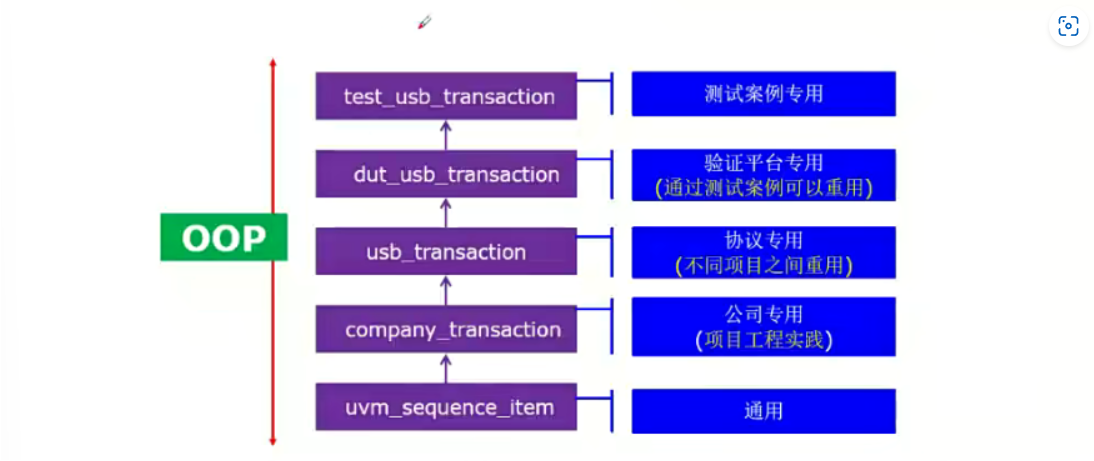 test_usb_transaction
测试案例专用
dut_usb_transaction
验证平台专用
(通过测试案例可以重用)
OOP
usb_transaction
协议专用
(不同项目之间重用)
company_transaction
公司专用
(项目工程实践)
uvm_sequence_item
通用